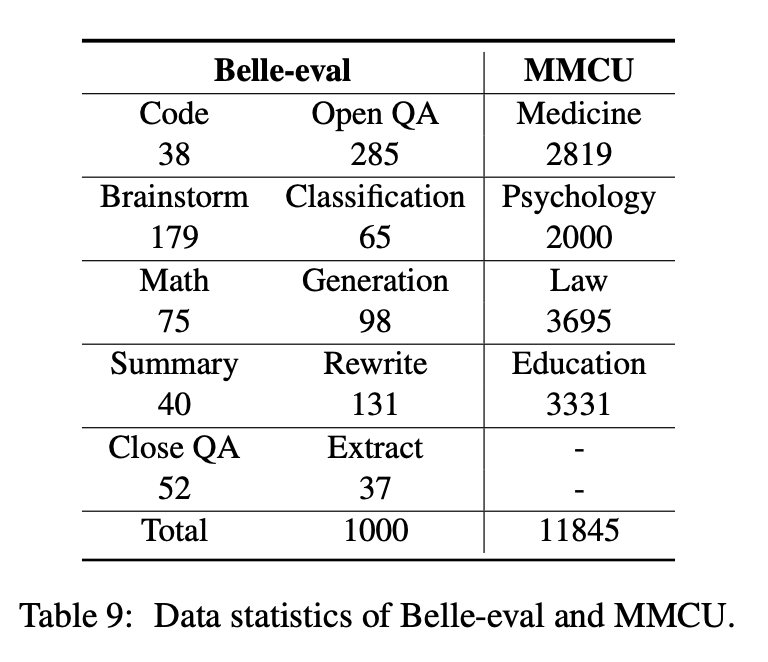 Belle-eval MMCU
Code Open QA Medicine
38 285 2819
Brainstorm Classification Psychology
179 65 2000
Math Generation Law
75 98 3695
Summary Rewrite Education
40 131 3331
Close QA Extract -
52 37 -
Total 1000 11845
Table 9: Data statistics of Belle-eval and MMCU.